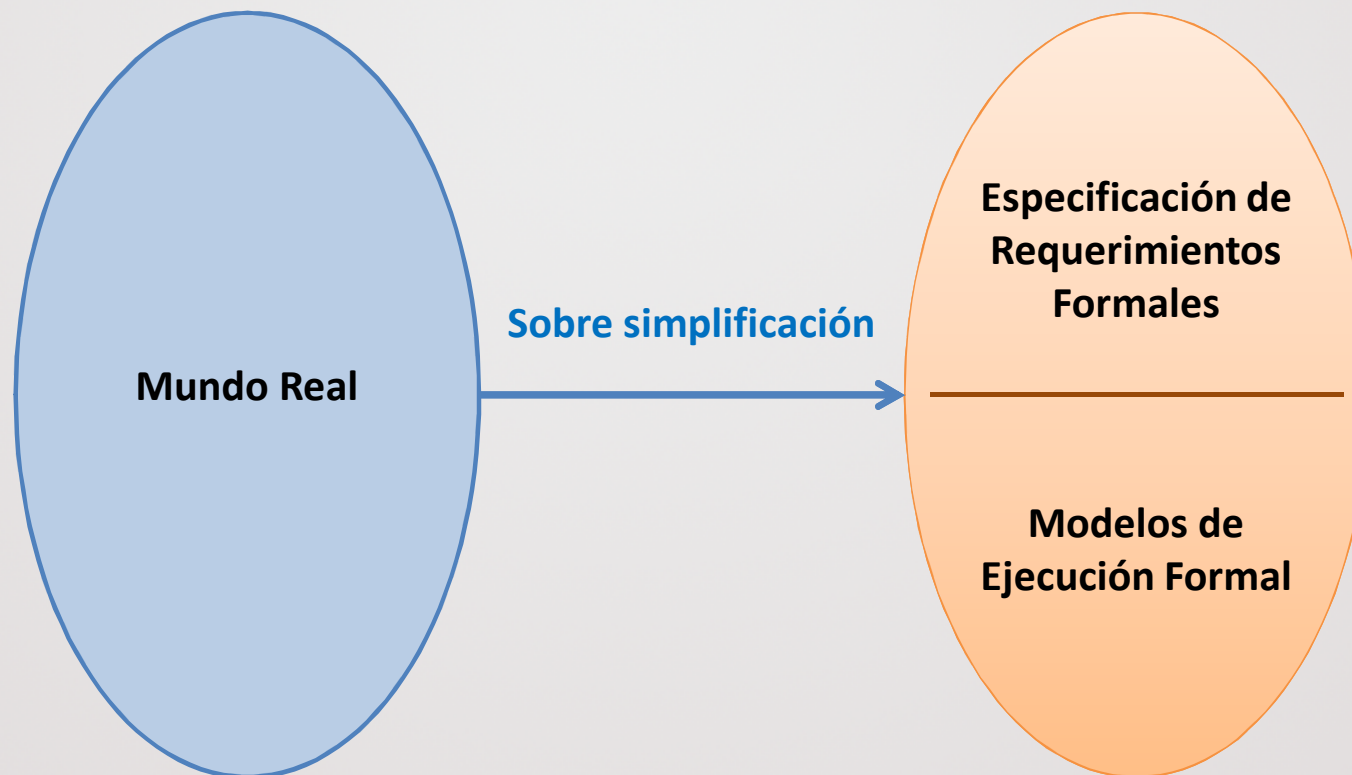 Mundo Real
Sobre simplificación
Especificación de
Requerimientos
Formales
Modelos de
Ejecución Formal